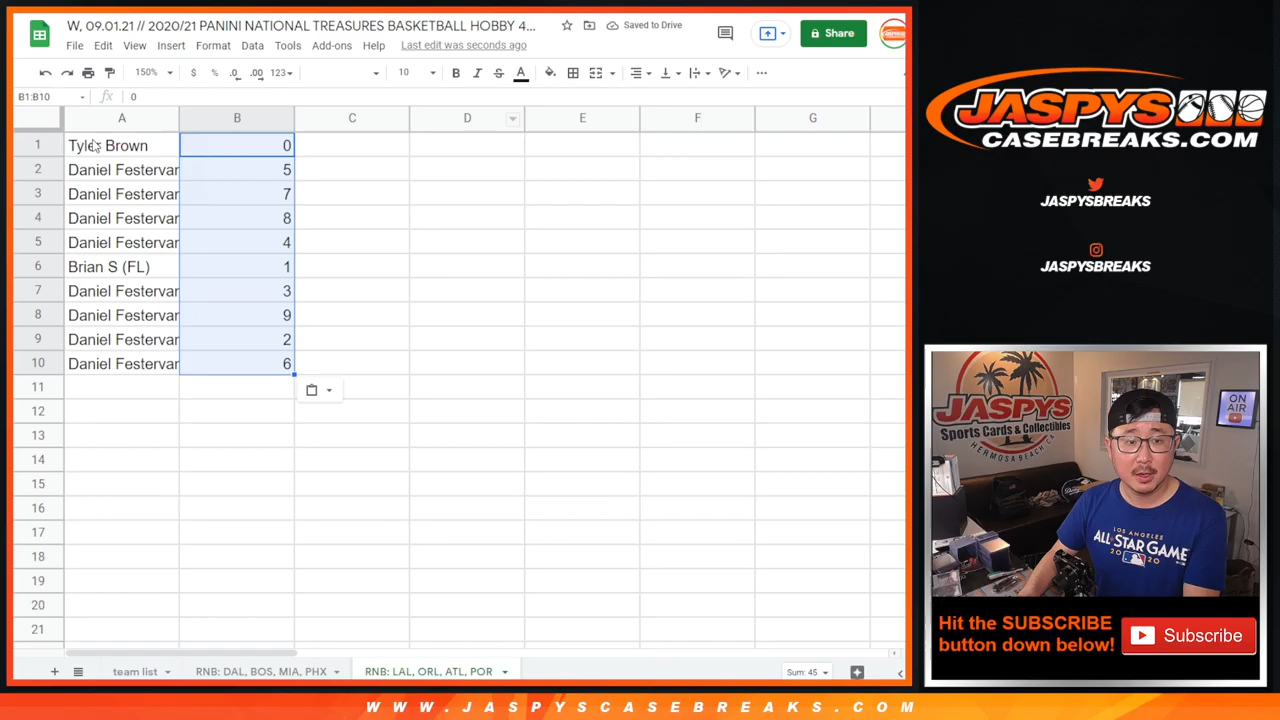 W, 09.01.21 // 2020/21 PANINI NATIONAL TREASURES BASKETBALL HOBBY 4...
Saved to Drive
File Edit View Insert Format Data Tools Add-ons Help Last edit was seconds ago
Share
150% $ % .0 .00 123 10 B I S A
B1:B10 fx 0
A B C D E F G
1 Tyler Brown 0
2 Daniel Festervan 5
3 Daniel Festervan 7
4 Daniel Festervan 8
5 Daniel Festervan 4
6 Brian S (FL) 1
7 Daniel Festervan 3
8 Daniel Festervan 9
9 Daniel Festervan 2
10 Daniel Festervan 6
11
12
13
14
15
16
17
18
19
20
21
team list RNB: DAL, BOS, MIA, PHX RNB: LAL, ORL, ATL, POR Sum: 45
JASPYS
CASEBREAKS.COM
JASPYSBREAKS
JASPYSBREAKS
JASPYS
Sports Cards & Collectibles
HERMOSA BEACH, CA
ON
AIR
LOS ANGELES
ALL STAR GAME
2020
Hit the SUBSCRIBE
button down below!
Subscribe
WWW.JASPYSCASEBREAKS.COM